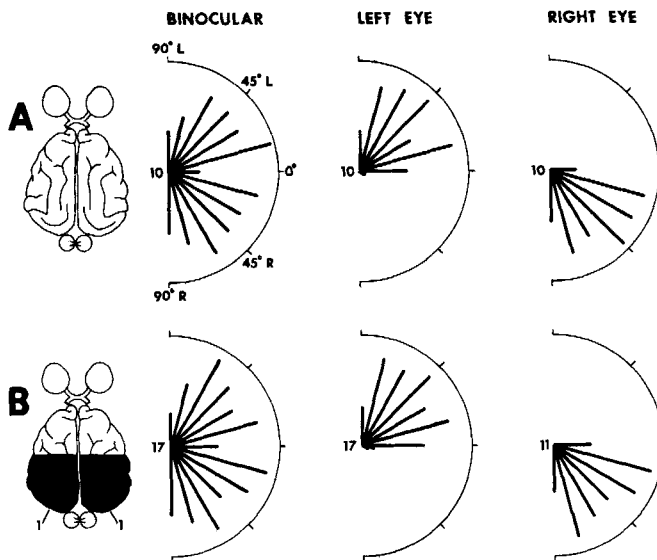 BINOCULAR LEFT EYE RIGHT EYE
90° L
45° L
A
10 0° 10 10
45° R
90° R
B
17 17 11
1 1